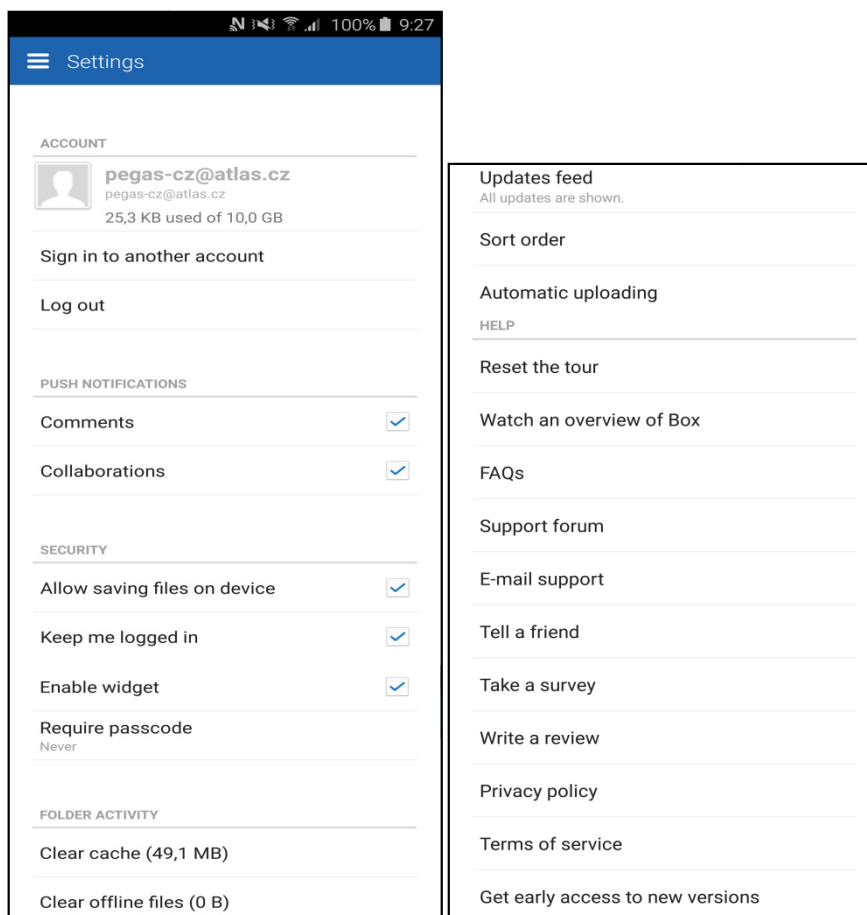 100% 9:27
Settings
ACCOUNT
pegas-cz@atlas.cz
pegas-cz@atlas.cz
25,3 KB used of 10,0 GB
Sign in to another account
Log out
PUSH NOTIFICATIONS
Comments
Collaborations
SECURITY
Allow saving files on device
Keep me logged in
Enable widget
Require passcode
Never
FOLDER ACTIVITY
Clear cache (49,1 MB)
Clear offline files (0 B)
Updates feed
All updates are shown.
Sort order
Automatic uploading
HELP
Reset the tour
Watch an overview of Box
FAQs
Support forum
E-mail support
Tell a friend
Take a survey
Write a review
Privacy policy
Terms of service
Get early access to new versions